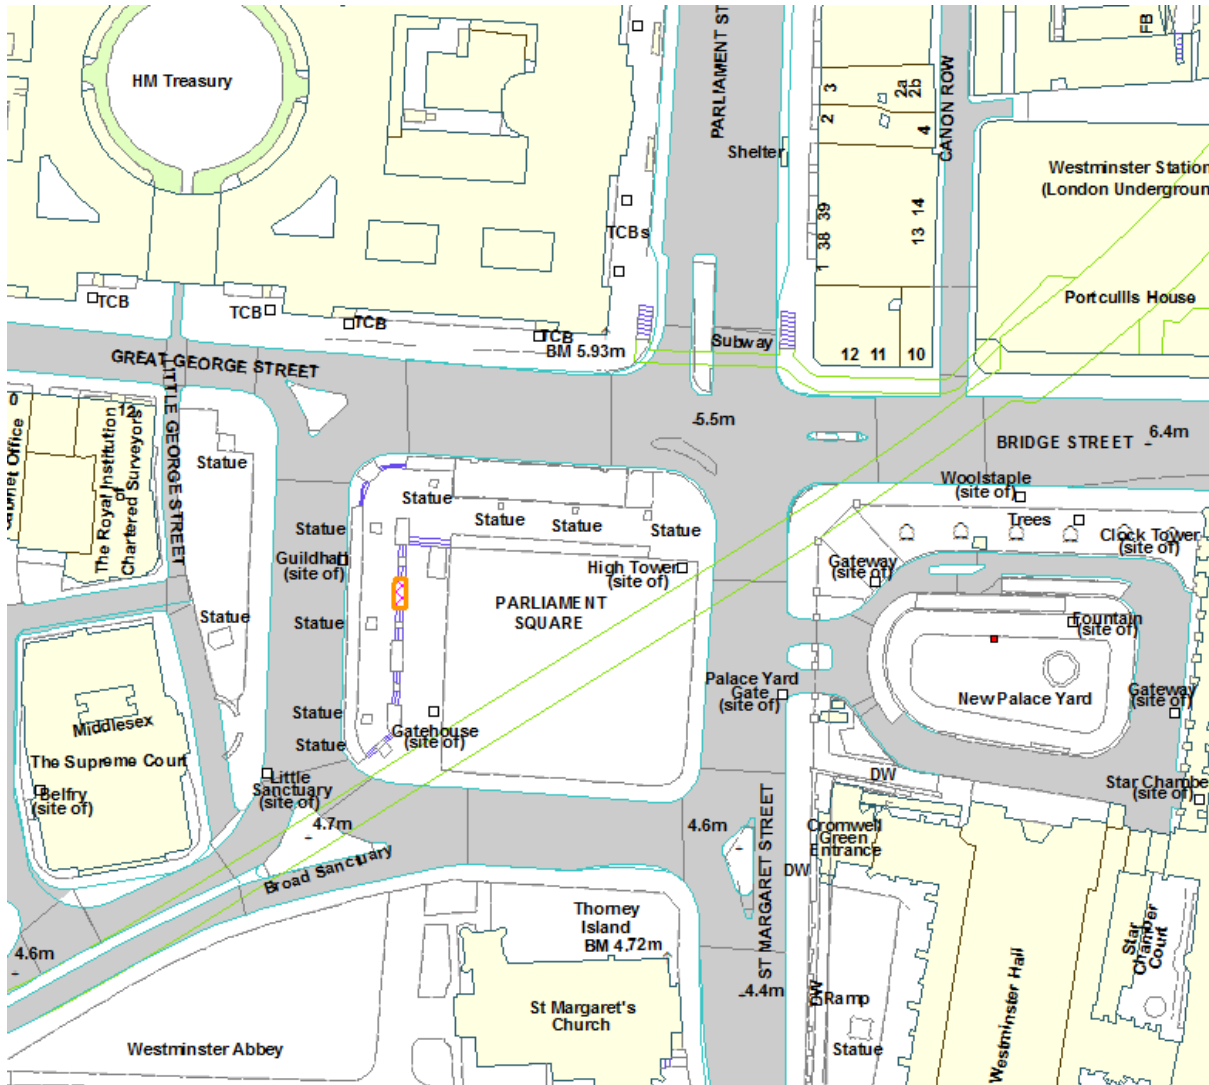 PARLIAMENT ST
HM Treasury
FB
3
2a
2b
2
4
CANON ROW
Shelter
Westminster Station
(London Undergroun
39
38
1
14
13
TCBs
TCB
TCB
TCB
TCB
BM 5.93m
Portcullis House
Subway
12
11
10
GREAT GEORGE STREET
LITTLE GEORGE STREET
0
12
Cabinet Office
The Royal Institution
Chartered Surveyors
5.5m
BRIDGE STREET
6.4m
Statue
Statue
Statue
Statue
Statue
Woolstaple
(site of)
Trees
Clock Tower
(site of)
Statue
Guildhall
(site of)
High Tower
(site of)
Gateway
(site of)
PARLIAMENT
SQUARE
Statue
Statue
Fountain
(site of)
Palace Yard
Gate
(site of)
New Palace Yard
Gateway
(site of)
Statue
Statue
Gatehouse
(site of)
Middlesex
The Supreme Court
Belfry
(site of)
Little
Sanctuary
(site of)
DW
Star Chambe
(site of)
4.7m
4.6m
Cromwell
Green
Entrance
Broad Sanctuary
ST MARGARET STREET
DW
Thorney
Island
BM 4.72m
4.6m
Star
Chamber
Court
4.4m
DW
Ramp
St Margaret's
Church
Westminster Hall
Westminster Abbey
Statue